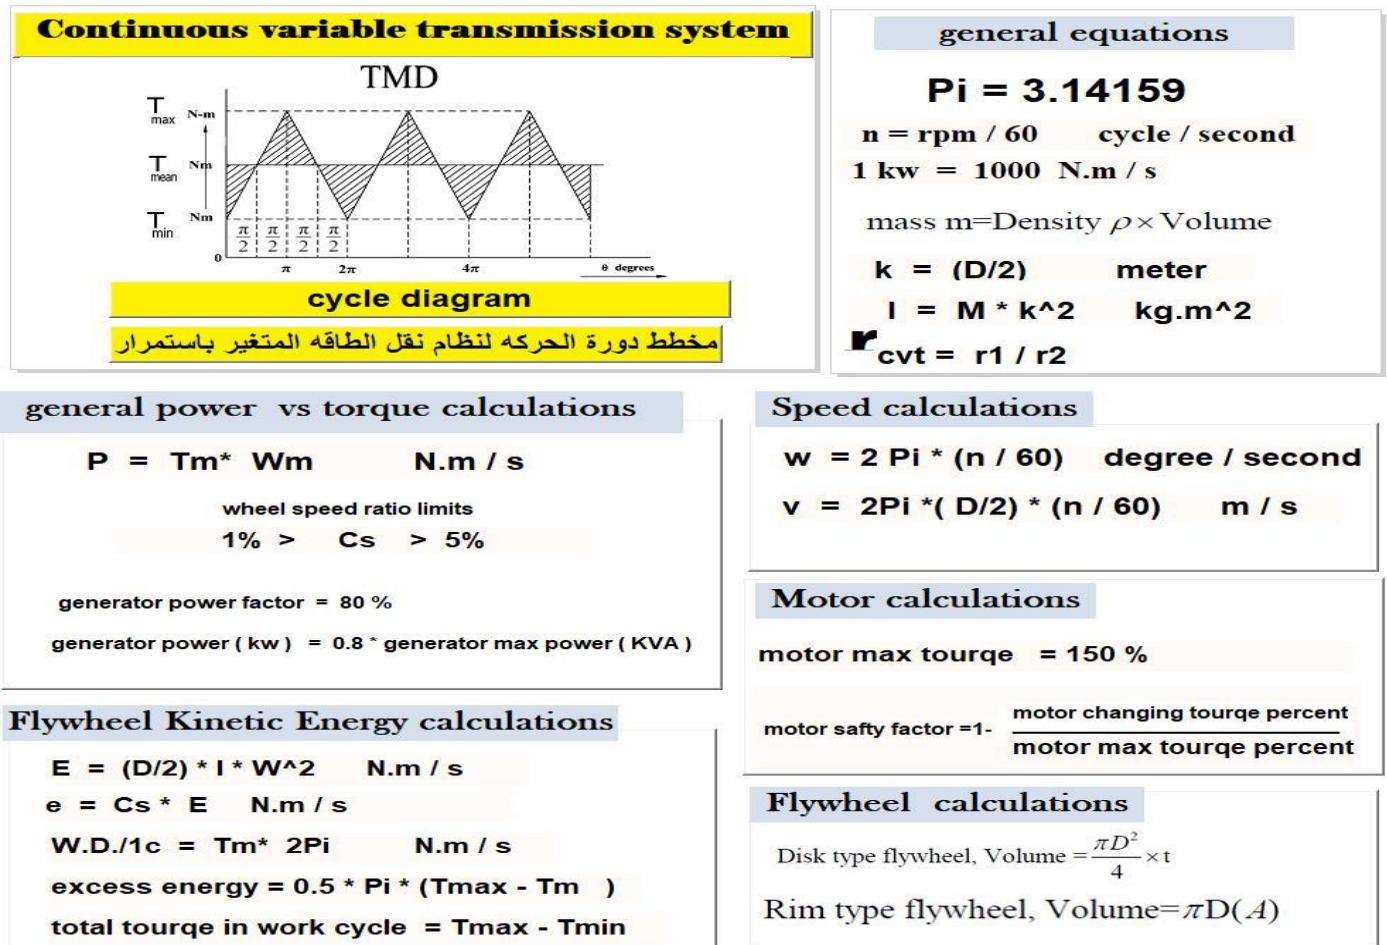 Continuous variable transmission system
TMD
T max N-m
T mean Nm
T min Nm
π/2 π/2 π/2 π/2
0
π 2π 4π θ degrees
cycle diagram
مخطط دورة الحركه لنظام نقل الطاقه المتغير باستمرار
general equations
Pi = 3.14159
n = rpm / 60 cycle / second
1 kw = 1000 N.m / s
mass m=Density ρ× Volume
k = (D/2) meter
I = M * k^2 kg.m^2
r cvt = r1 / r2
general power vs torque calculations
P = Tm* Wm N.m / s
wheel speed ratio limits
1% > Cs > 5%
generator power factor = 80 %
generator power ( kw ) = 0.8 * generator max power ( KVA )
Speed calculations
w = 2 Pi * (n / 60) degree / second
v = 2Pi *( D/2) * (n / 60) m / s
Motor calculations
motor max tourqe = 150 %
motor safty factor =1- motor changing tourqe percent
motor max tourqe percent
Flywheel Kinetic Energy calculations
E = (D/2) * I * W^2 N.m / s
e = Cs * E N.m / s
W.D./1c = Tm* 2Pi N.m / s
excess energy = 0.5 * Pi * (Tmax - Tm )
total tourqe in work cycle = Tmax - Tmin
Flywheel calculations
Disk type flywheel, Volume = πD²/4 × t
Rim type flywheel, Volume=πD(A)